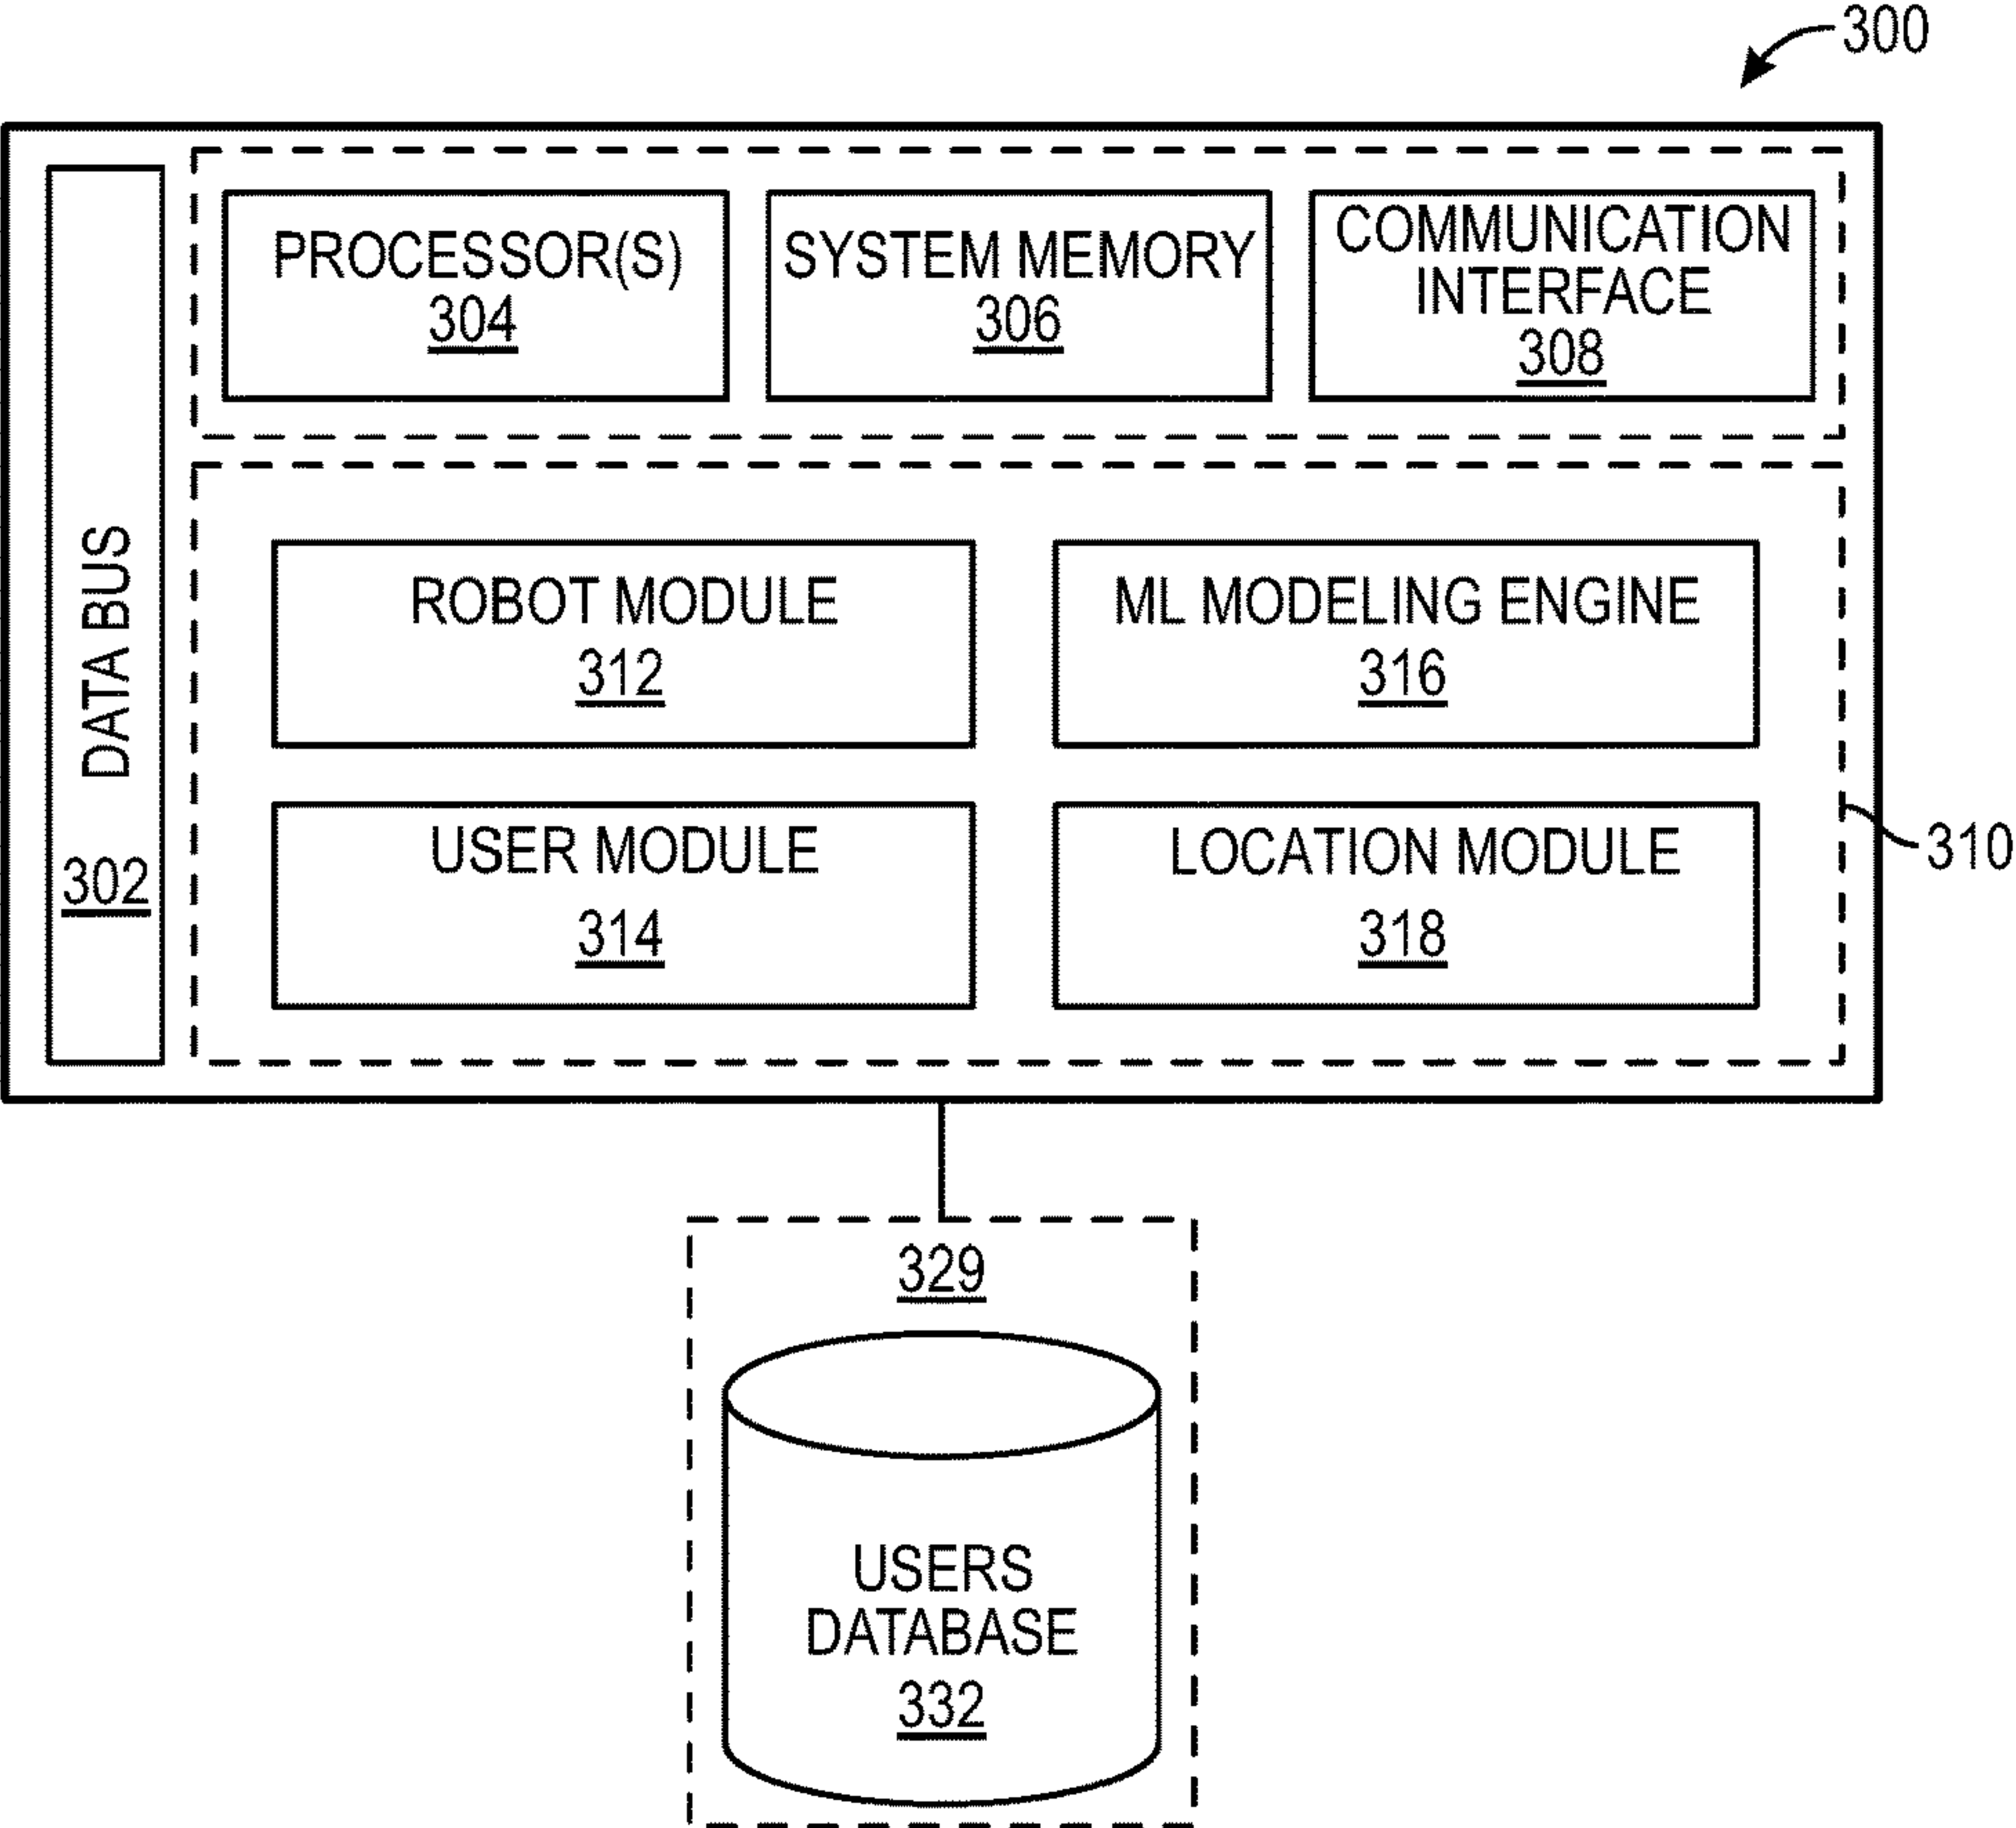 300
PROCESSOR(S)
304
SYSTEM MEMORY
306
COMMUNICATION
INTERFACE
308
DATA BUS
302
ROBOT MODULE
312
ML MODELING ENGINE
316
USER MODULE
314
LOCATION MODULE
318
310
329
USERS
DATABASE
332